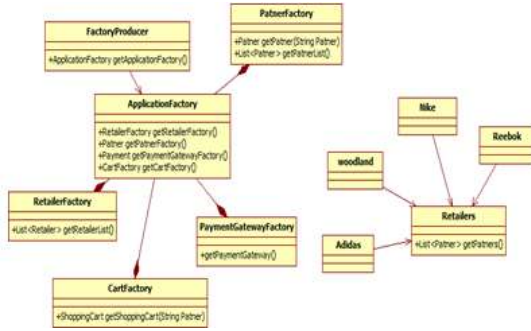 PatnerFactory
+Patner getPatner(String Patner)
+List<Patner> getPatnerList()
FactoryProducer
+ApplicationFactory getApplicationFactory()
ApplicationFactory
+RetailerFactory getRetailerFactory()
+Patner getPatnerFactory()
+Payment getPaymentGatewayFactory()
+CartFactory getCartFactory()
Nike
Reebok
woodland
RetailerFactory
+List<Retailer> getRetailerList()
Retailers
+List<Patner> getPatners()
PaymentGatewayFactory
+getPaymentGateway()
Adidas
CartFactory
+ShoppingCart getShoppingCart(String Patner)